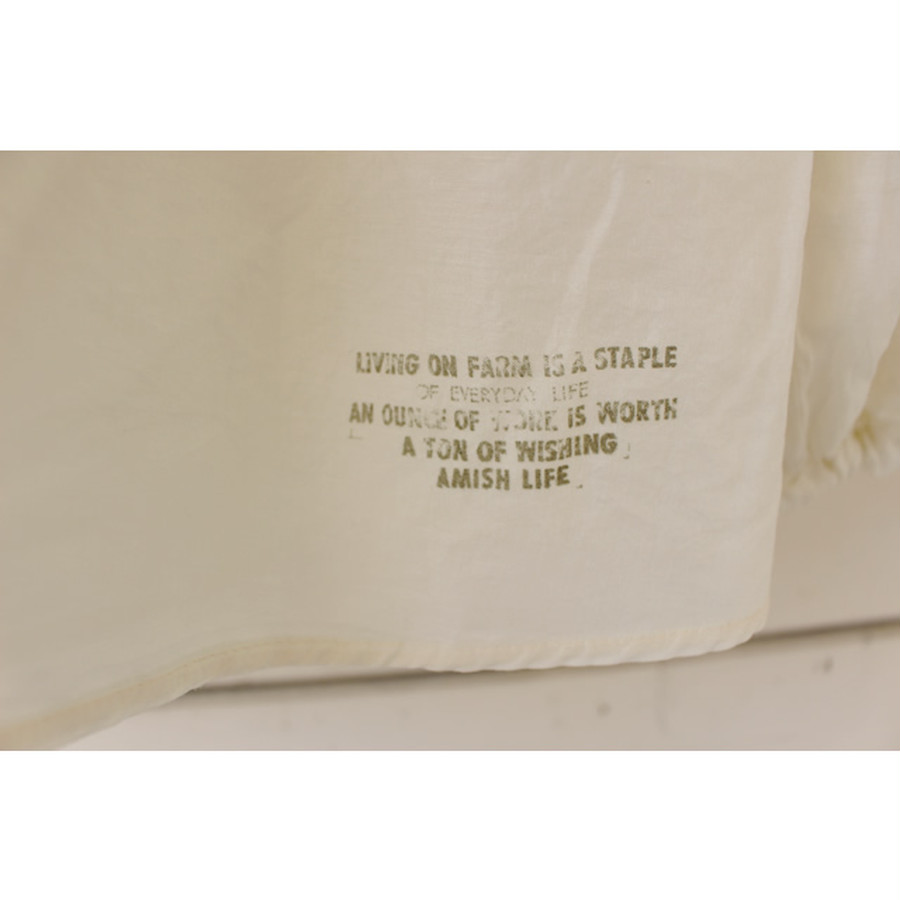 LIVING ON FARM IS A STAPLE
OF EVERYDAY LIFE
AN OUNCE OF WORK IS WORTH
A TON OF WISHING
AMISH LIFE